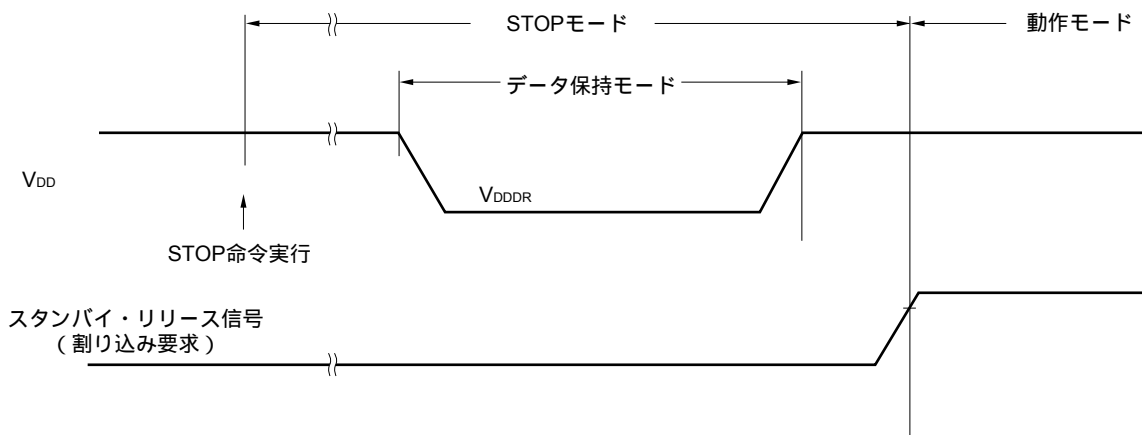 STOPモード
動作モード
データ保持モード
VDD
VDDDR
STOP命令実行
スタンバイ・リリース信号
(割り込み要求)